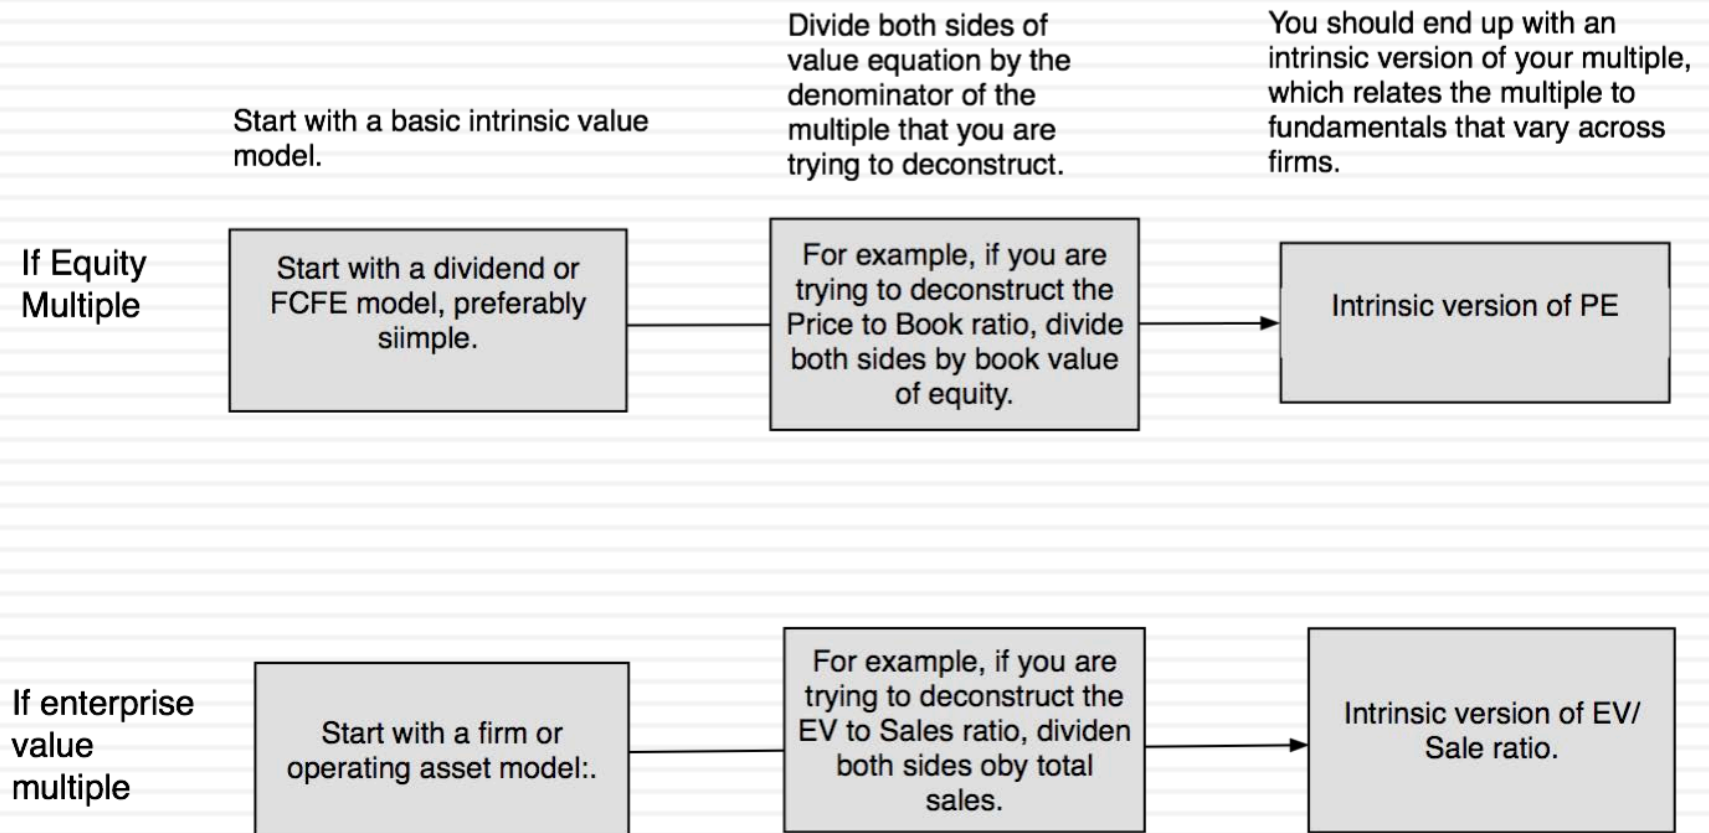 Start with a basic intrinsic value
model.
Divide both sides of
value equation by the
denominator of the
multiple that you are
trying to deconstruct.
You should end up with an
intrinsic version of your multiple,
which relates the multiple to
fundamentals that vary across
firms.
If Equity
Multiple
Start with a dividend or
FCFE model, preferably
siimple.
For example, if you are
trying to deconstruct the
Price to Book ratio, divide
both sides by book value
of equity.
Intrinsic version of PE
If enterprise
value
multiple
Start with a firm or
operating asset model:.
For example, if you are
trying to deconstruct the
EV to Sales ratio, dividen
both sides oby total
sales.
Intrinsic version of EV/
Sale ratio.